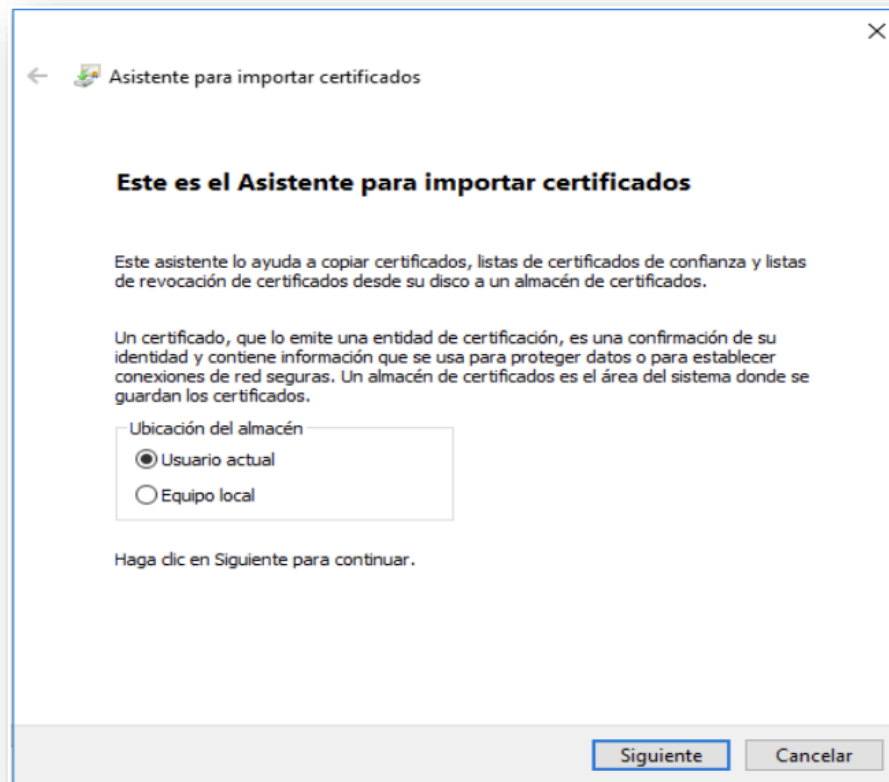 Asistente para importar certificados
Este es el Asistente para importar certificados
Este asistente lo ayuda a copiar certificados, listas de certificados de confianza y listas
de revocación de certificados desde su disco a un almacén de certificados.
Un certificado, que lo emite una entidad de certificación, es una confirmación de su
identidad y contiene información que se usa para proteger datos o para establecer
conexiones de red seguras. Un almacén de certificados es el área del sistema donde se
guardan los certificados.
Ubicación del almacén
Usuario actual
Equipo local
Haga clic en Siguiente para continuar.
Siguiente
Cancelar